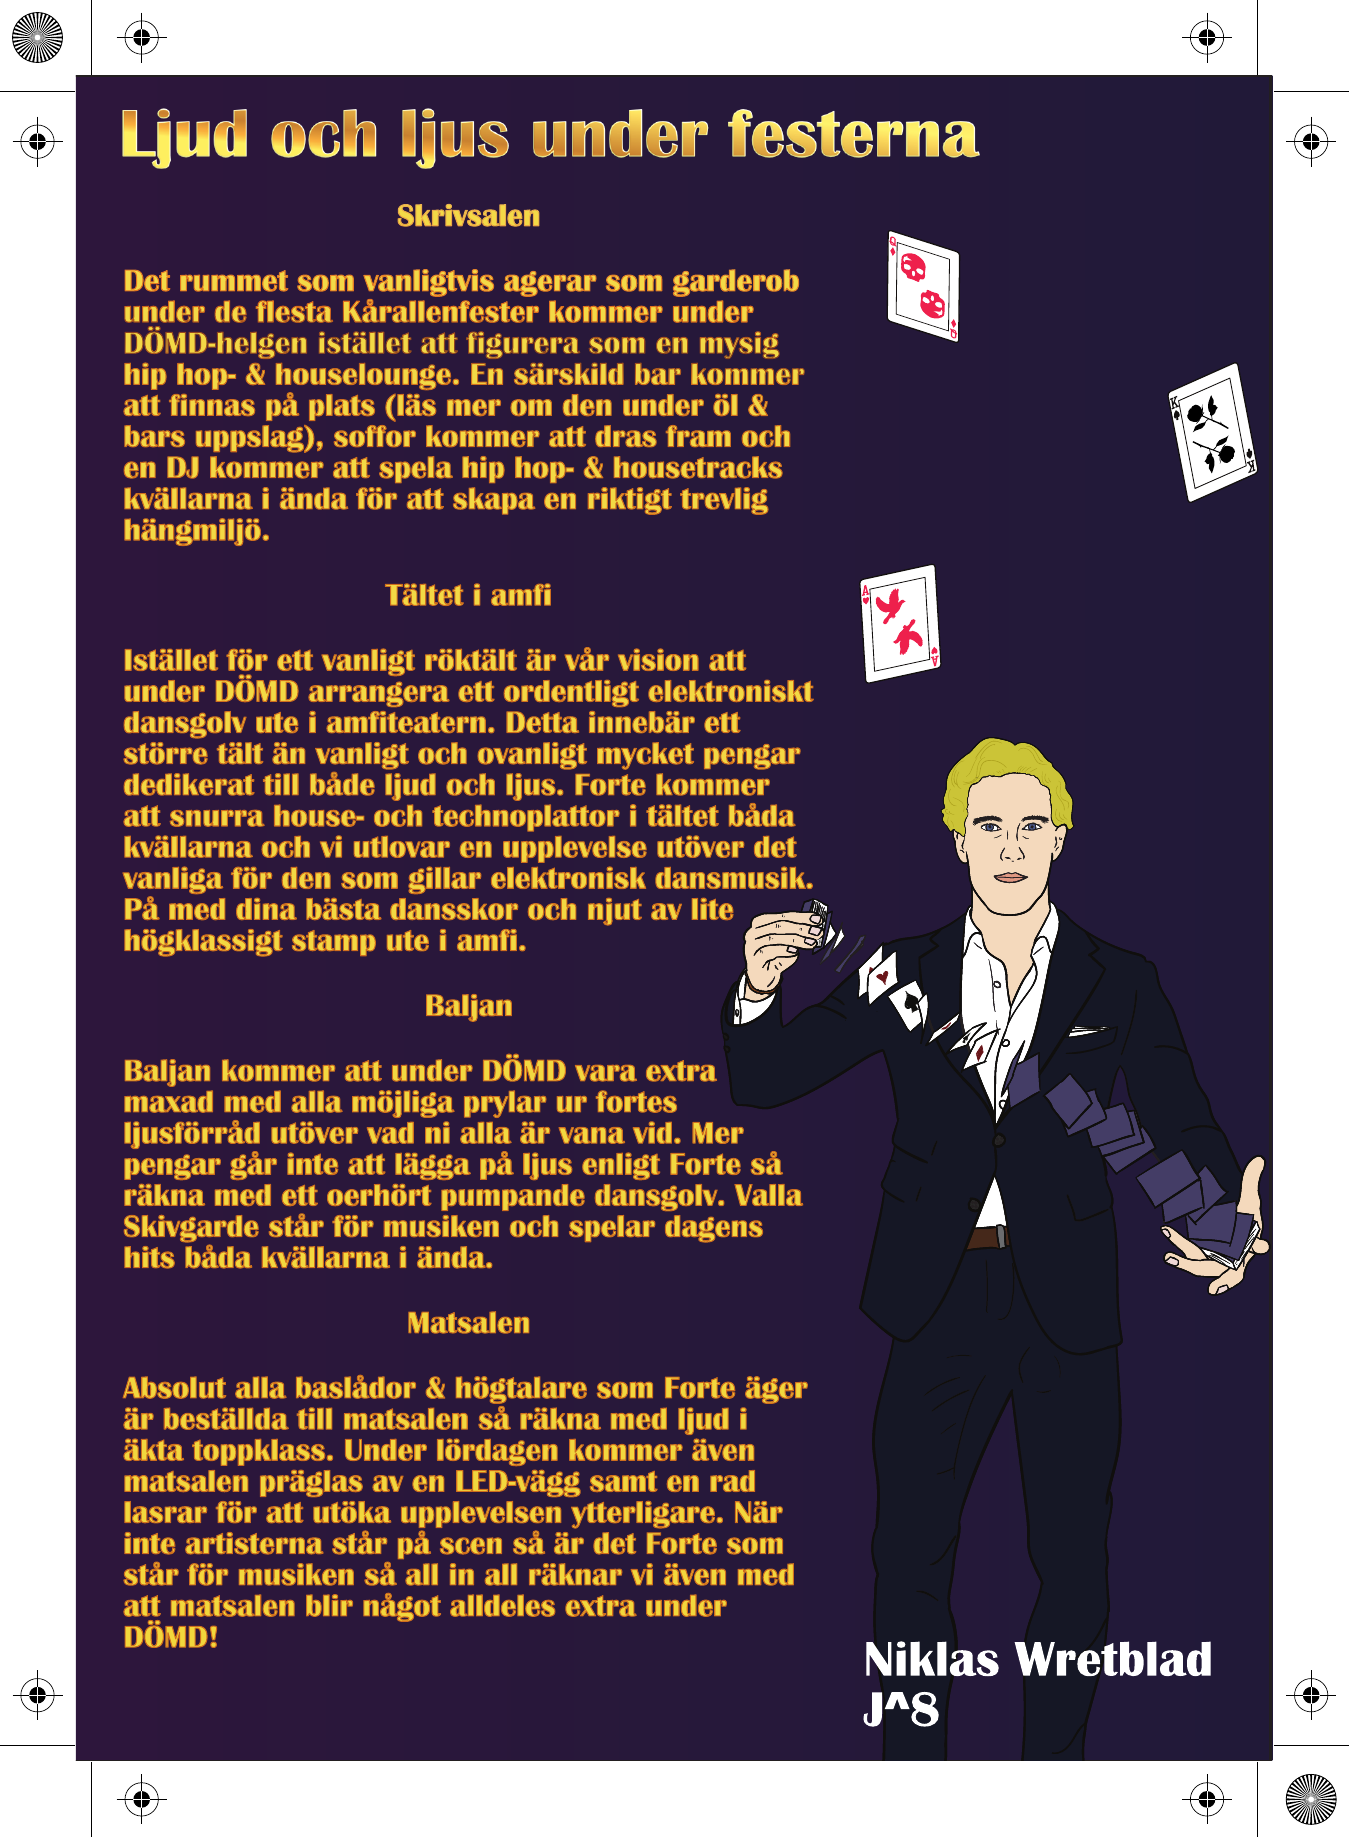 Ljud och ljus under festerna
Skrivsalen
Det rummet som vanligtvis agerar som garderob
under de flesta Kårallenfester kommer under
DÖMD-helgen istället att figurera som en mysig
hip hop- & houselounge. En särskild bar kommer
att finnas på plats (läs mer om den under öl &
bars uppslag), soffor kommer att dras fram och
en DJ kommer att spela hip hop- & housetracks
kvällarna i ända för att skapa en riktigt trevlig
hängmiljö.
Tältet i amfi
Istället för ett vanligt röktält är vår vision att
under DÖMD arrangera ett ordentligt elektroniskt
dansgolv ute i amfiteatern. Detta innebär ett
större tält än vanligt och ovanligt mycket pengar
dedikerat till både ljud och ljus. Forte kommer
att snurra house- och technoplattor i tältet båda
kvällarna och vi utlovar en upplevelse utöver det
vanliga för den som gillar elektronisk dansmusik.
På med dina bästa dansskor och njut av lite
högklassigt stamp ute i amfi.
Baljan
Baljan kommer att under DÖMD vara extra
maxad med alla möjliga prylar ur fortes
ljusförråd utöver vad ni alla är vana vid. Mer
pengar går inte att lägga på ljus enligt Forte så
räkna med ett oerhört pumpande dansgolv. Valla
Skivgarde står för musiken och spelar dagens
hits båda kvällarna i ända.
Matsalen
Absolut alla baslådor & högtalare som Forte äger
är beställda till matsalen så räkna med ljud i
äkta toppklass. Under lördagen kommer även
matsalen präglas av en LED-vägg samt en rad
lasrar för att utöka upplevelsen ytterligare. När
inte artisterna står på scen så är det Forte som
står för musiken så all in all räknar vi även med
att matsalen blir något alldeles extra under
DÖMD!
Q
Q
K
K
A
A
Niklas Wretblad
J^8